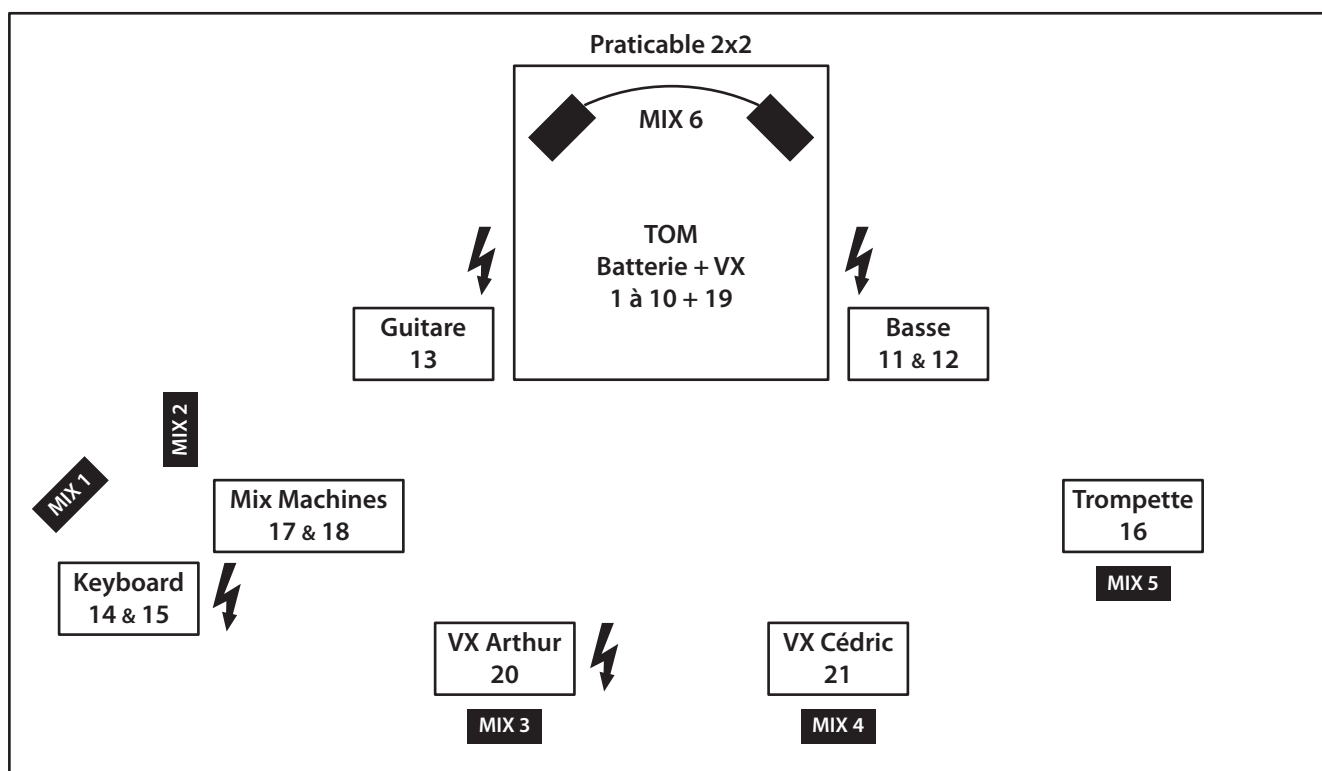 Praticable 2x2
MIX 6
TOM
Batterie + VX
1 à 10 + 19
Guitare
13
Basse
11 & 12
MIX 2
MIX 1
Mix Machines
17 & 18
Trompette
16
Keyboard
14 & 15
MIX 5
VX Arthur
20
VX Cédric
21
MIX 3
MIX 4